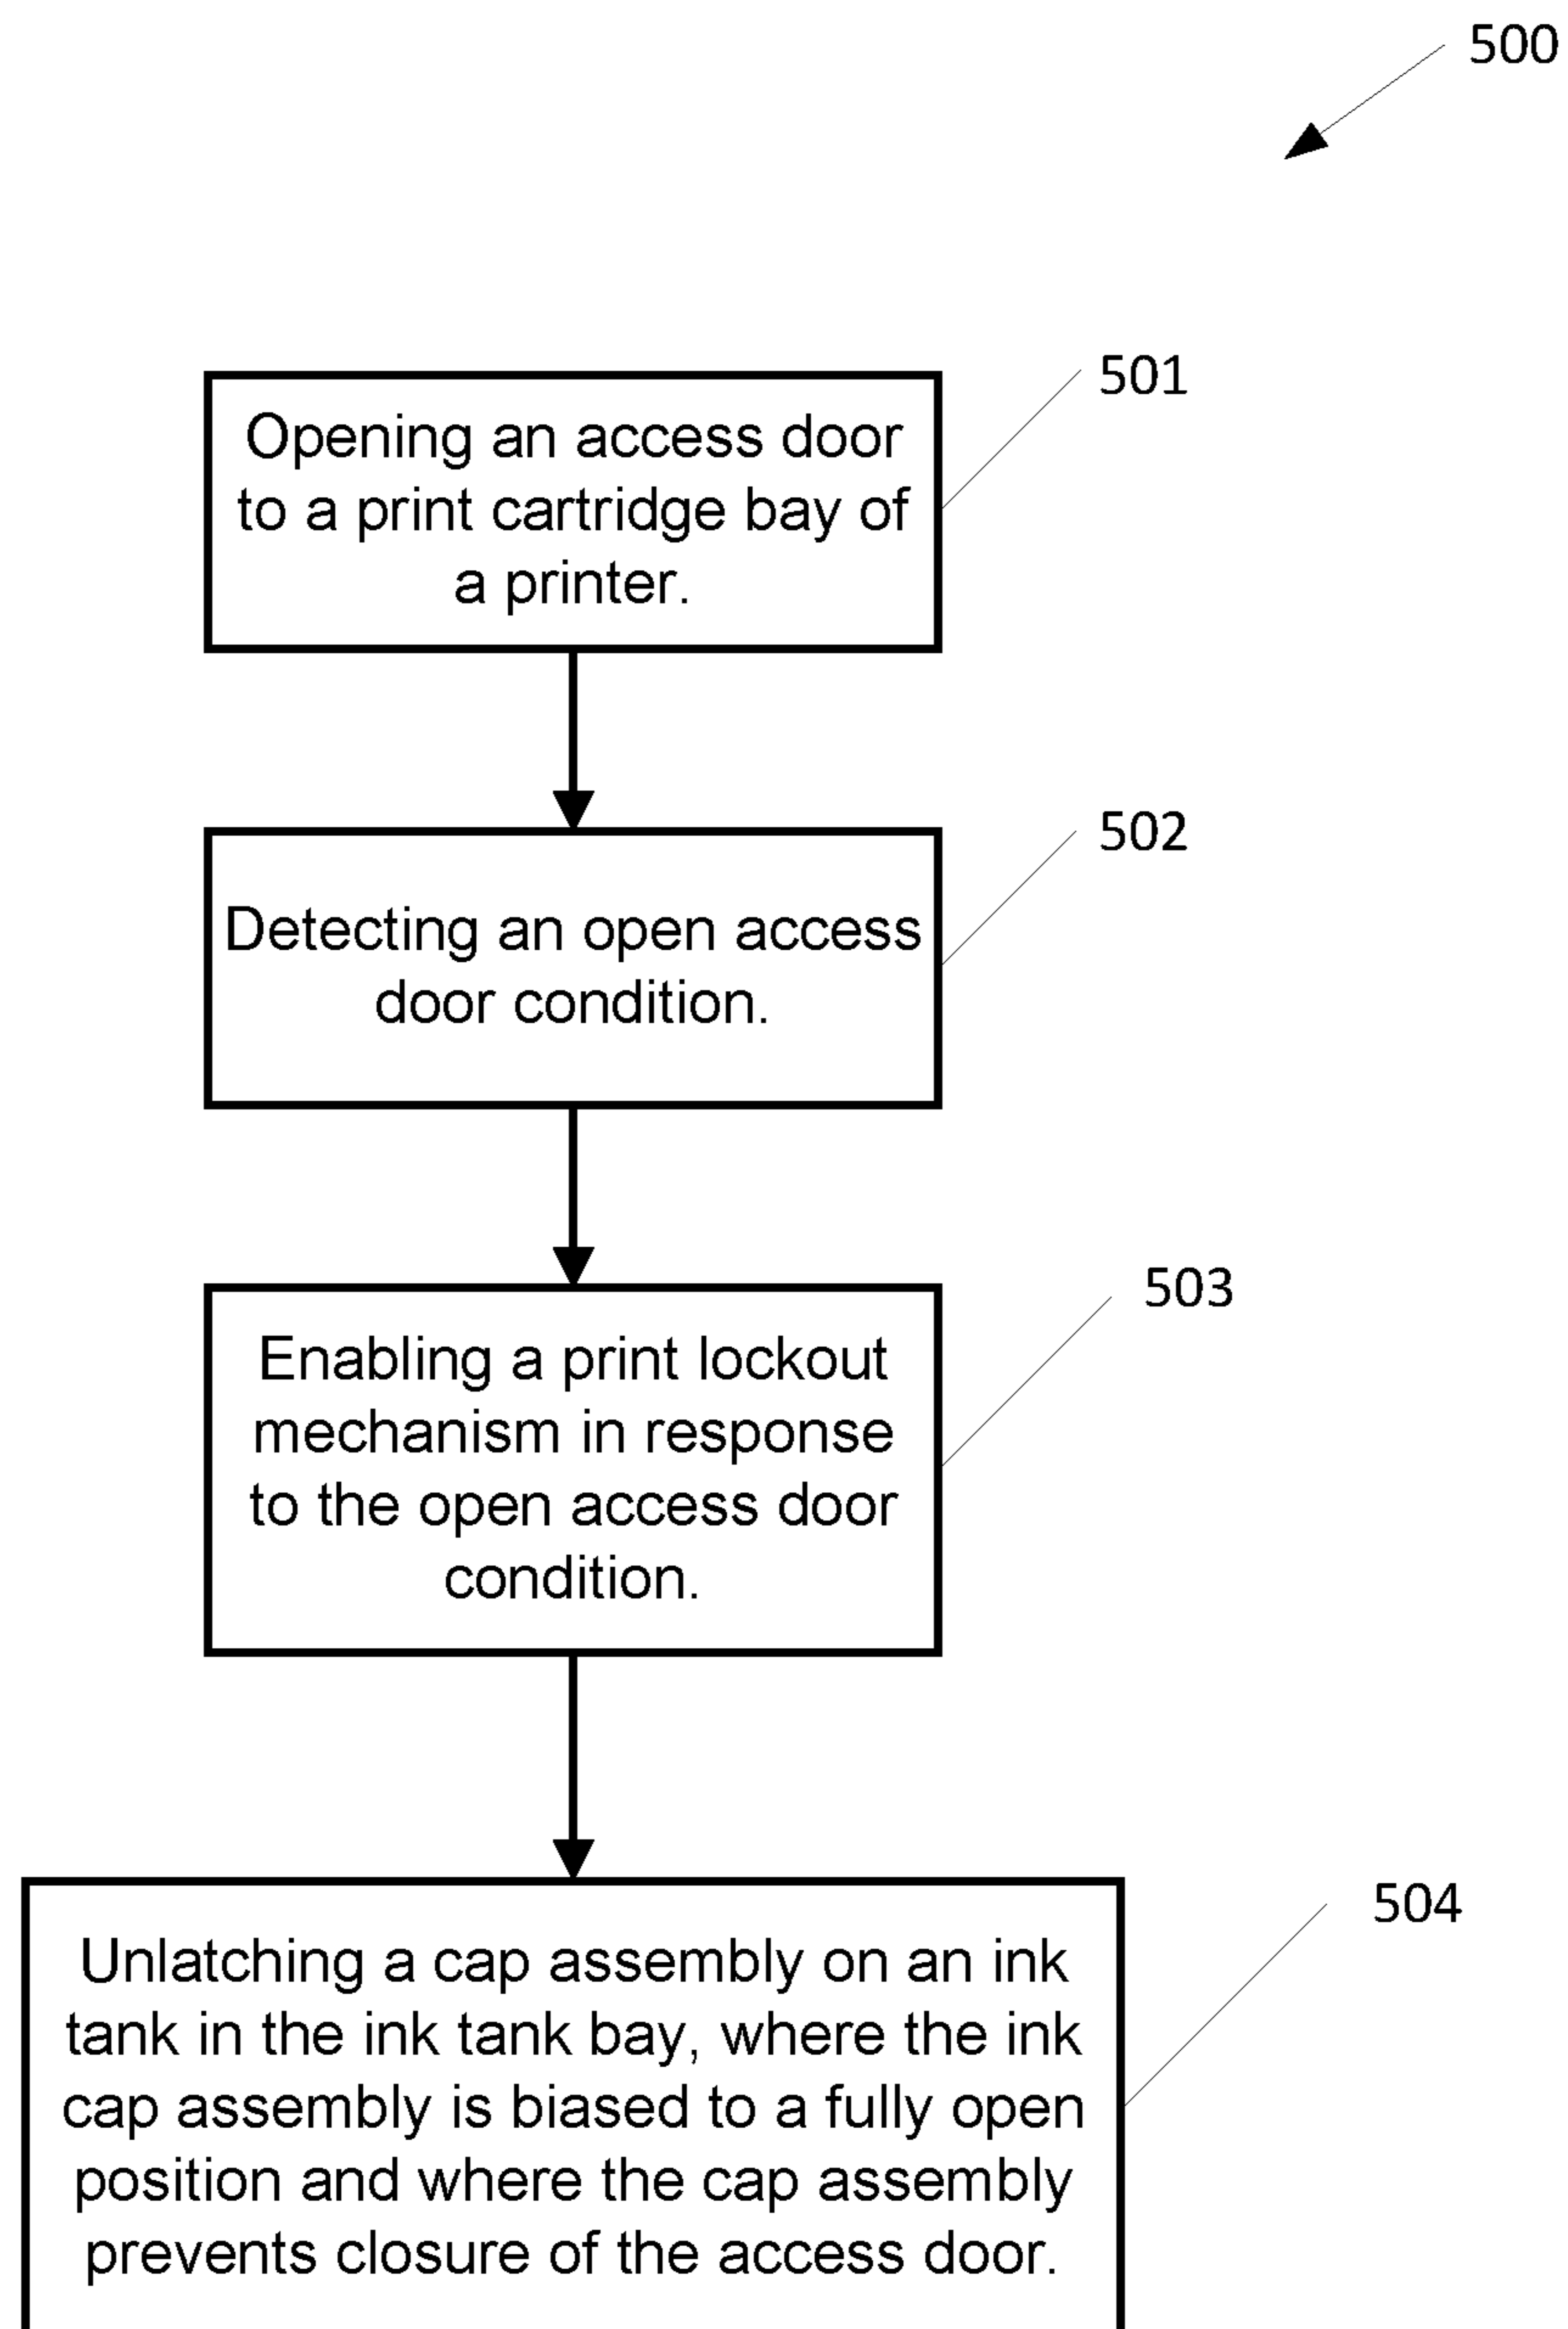 500
501
Opening an access door
to a print cartridge bay of
a printer.
502
Detecting an open access
door condition.
503
Enabling a print lockout
mechanism in response
to the open access door
condition.
504
Unlatching a cap assembly on an ink
tank in the ink tank bay, where the ink
cap assembly is biased to a fully open
position and where the cap assembly
prevents closure of the access door.